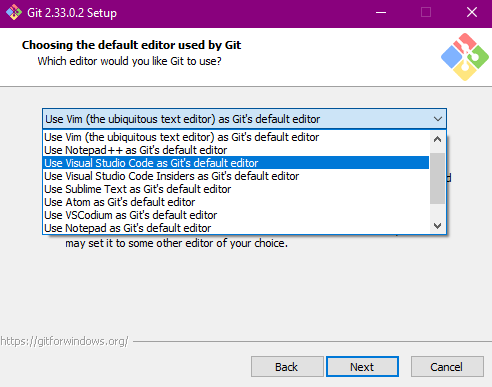 Git 2.33.0.2 Setup
Choosing the default editor used by Git
Which editor would you like Git to use?
Use Vim (the ubiquitous text editor) as Git's default editor
Use Vim (the ubiquitous text editor) as Git's default editor
Use Notepad++ as Git's default editor
Use Visual Studio Code as Git's default editor
Use Visual Studio Code Insiders as Git's default editor
Use Sublime Text as Git's default editor
Use Atom as Git's default editor
Use VSCodium as Git's default editor
Use Notepad as Git's default editor
may set it to some other editor of your choice.
https://gitforwindows.org/
Back
Next
Cancel